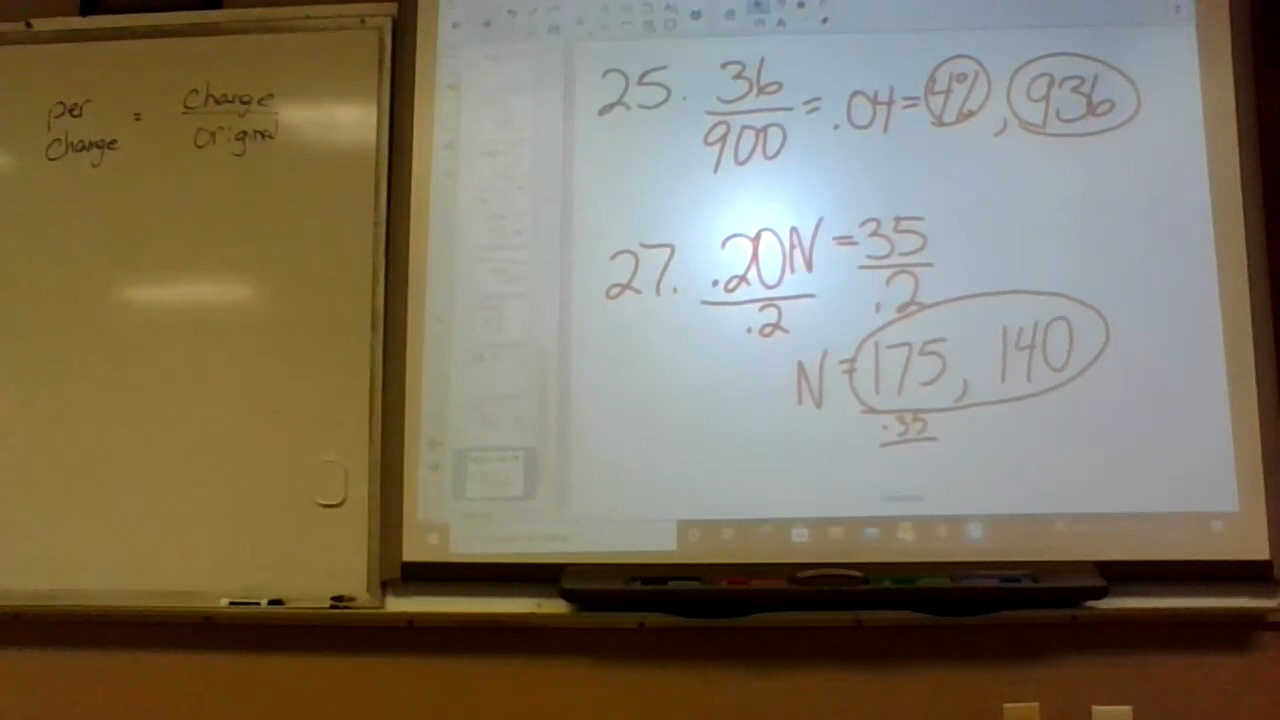 per change = change / original
25. 36/900 = .04 = 4%, 936
27. .20N = 35
.2 .2
N = 175, 140
.35